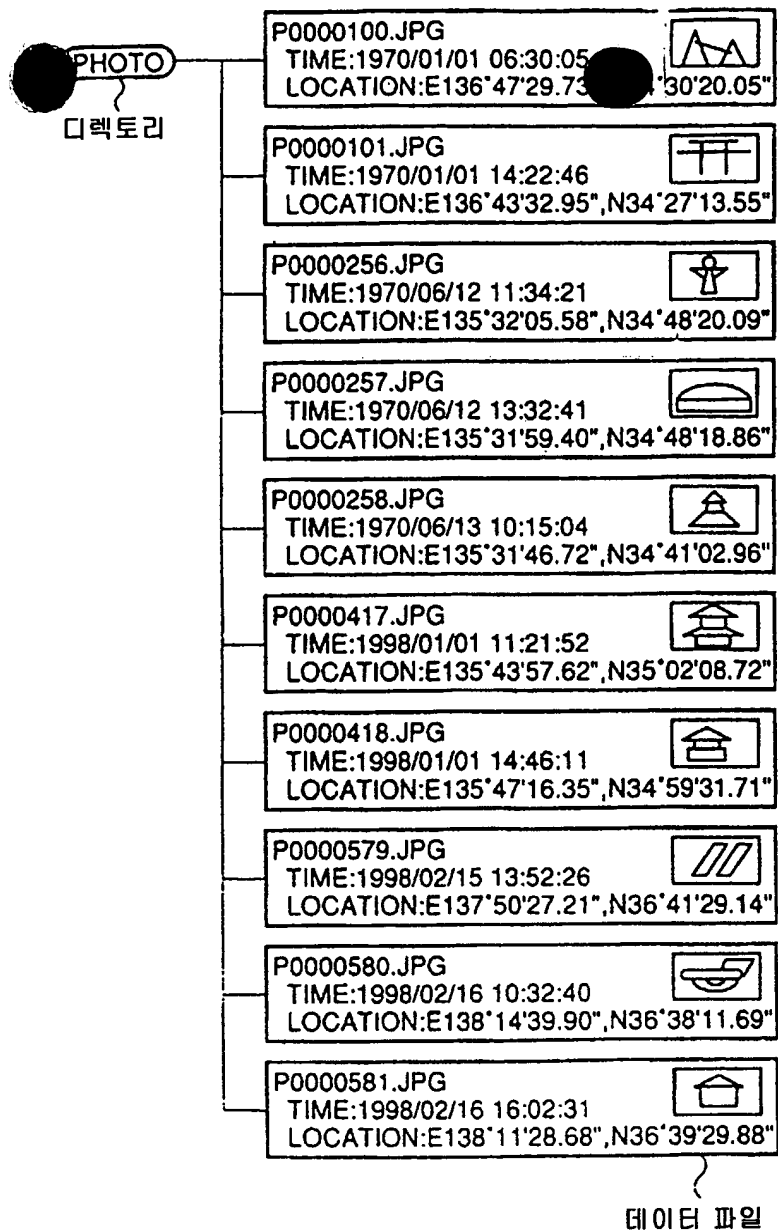 PHOTO
디렉토리
P0000100.JPG
TIME:1970/01/01 06:30:05
LOCATION:E136°47'29.73 30'20.05"
P0000101.JPG
TIME:1970/01/01 14:22:46
LOCATION:E136°43'32.95",N34°27'13.55"
P0000256.JPG
TIME:1970/06/12 11:34:21
LOCATION:E135°32'05.58",N34°48'20.09"
P0000257.JPG
TIME:1970/06/12 13:32:41
LOCATION:E135°31'59.40",N34°48'18.86"
P0000258.JPG
TIME:1970/06/13 10:15:04
LOCATION:E135°31'46.72",N34°41'02.96"
P0000417.JPG
TIME:1998/01/01 11:21:52
LOCATION:E135°43'57.62",N35°02'08.72"
P0000418.JPG
TIME:1998/01/01 14:46:11
LOCATION:E135°47'16.35",N34°59'31.71"
P0000579.JPG
TIME:1998/02/15 13:52:26
LOCATION:E137°50'27.21",N36°41'29.14"
P0000580.JPG
TIME:1998/02/16 10:32:40
LOCATION:E138°14'39.90",N36°38'11.69"
P0000581.JPG
TIME:1998/02/16 16:02:31
LOCATION:E138°11'28.68",N36°39'29.88"
데이터 파일